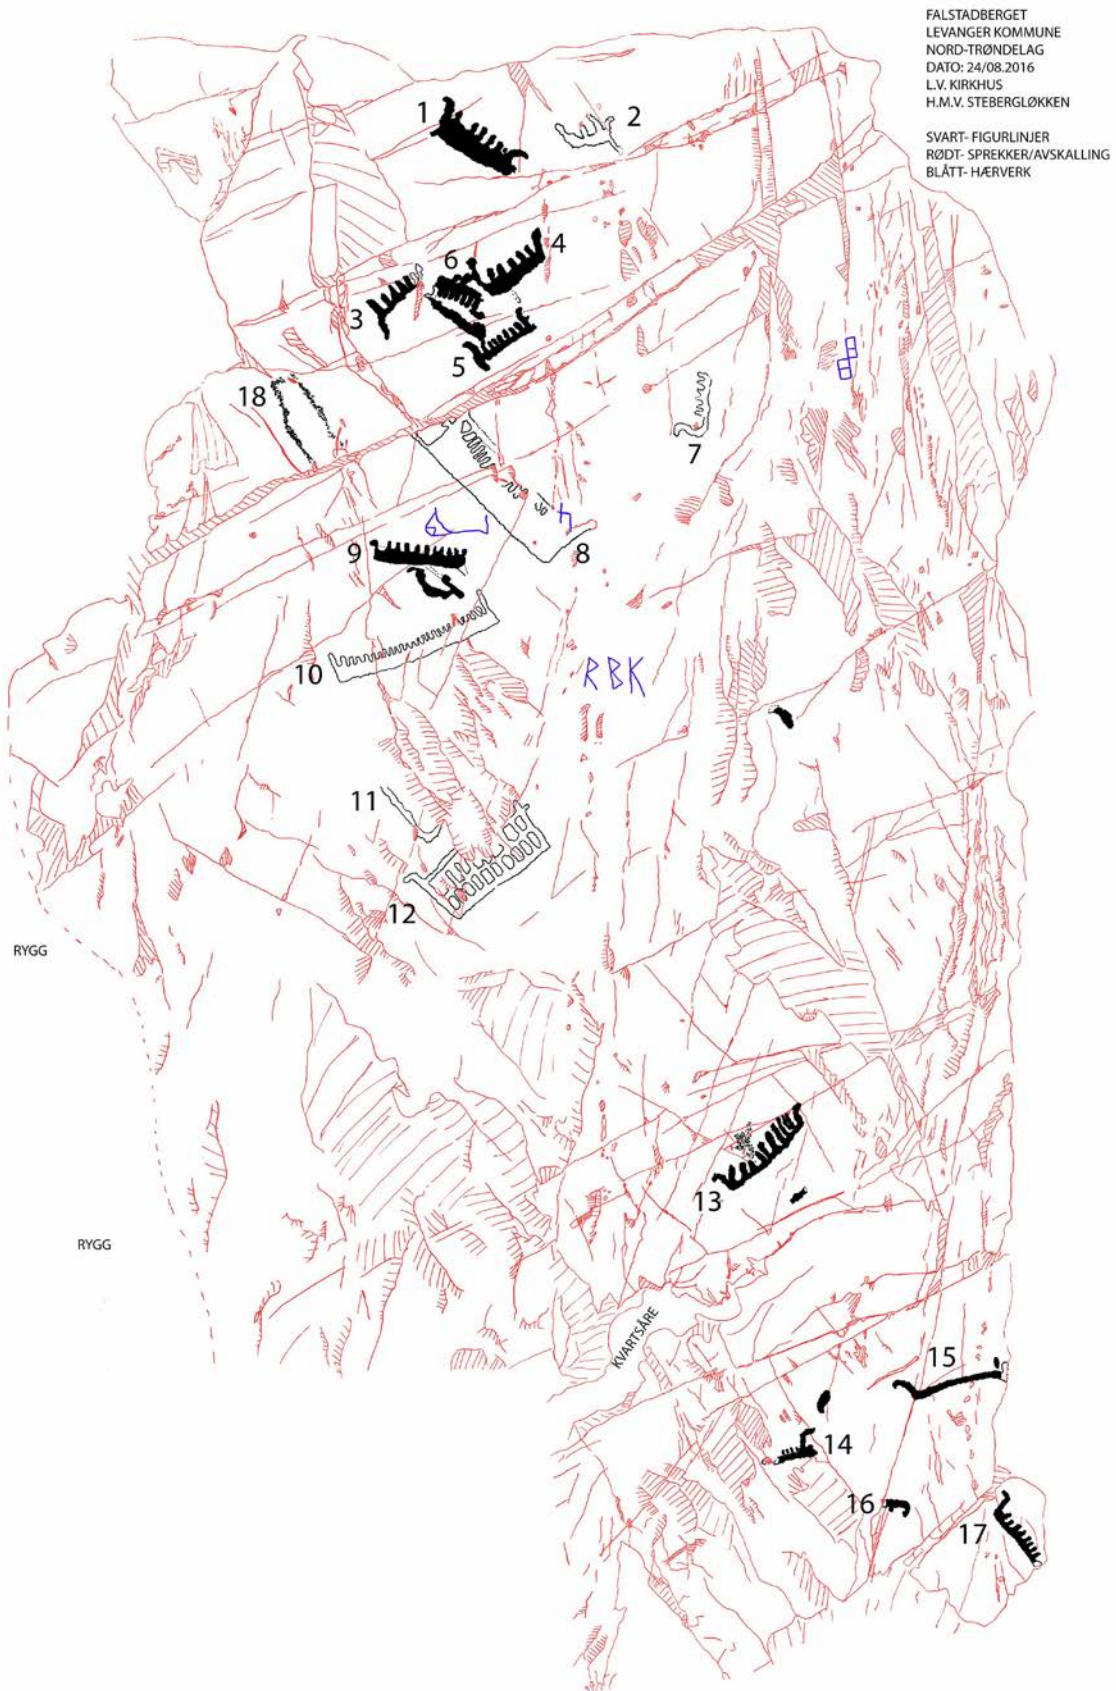 FALSTADBERGET
LEVANGER KOMMUNE
NORD-TRØNDELAG
DATO: 24/08.2016
L.V. KIRKHUS
H.M.V. STEBERGLØKKEN
SVART- FIGURLINJER
RØDT- SPREKKER/AVSKALLING
BLÅTT- HÆRVERK
1
2
4
6
3
5
18
7
8
9
10
RBK
11
12
RYGG
13
RYGG
KVARTSÅRE
15
14
16
17